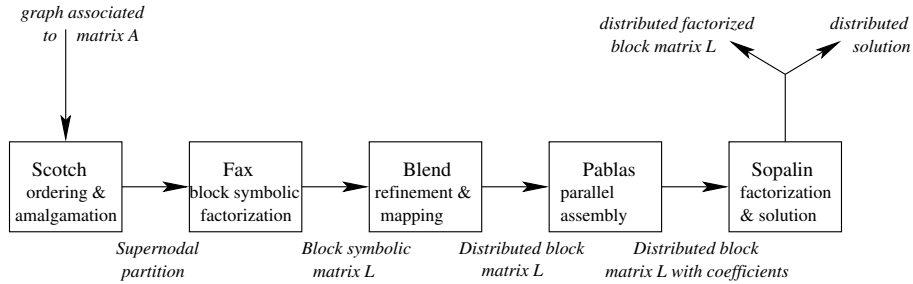 graph associated
to matrix A
distributed factorized
block matrix L
distributed
solution
Scotch
ordering &
amalgamation
Fax
block symbolic
factorization
Blend
refinement &
mapping
Pablas
parallel
assembly
Sopalin
factorization
& solution
Supernodal
partition
Block symbolic
matrix L
Distributed block
matrix L
Distributed block
matrix L with coefficients